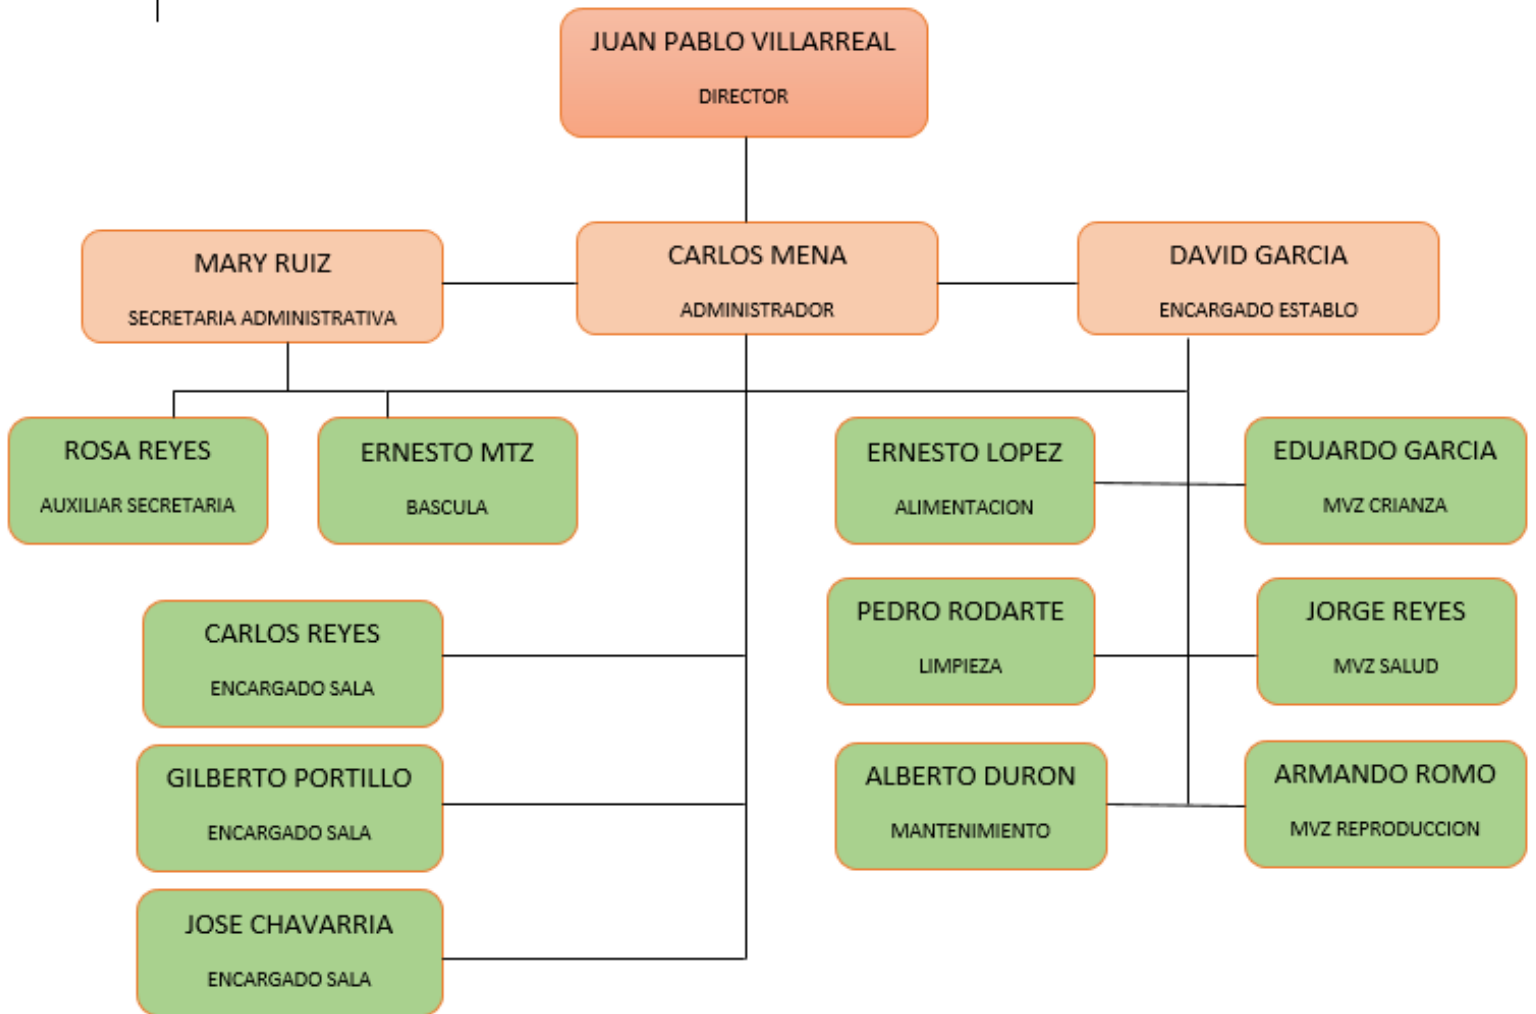 JUAN PABLO VILLARREAL
DIRECTOR
MARY RUIZ
SECRETARIA ADMINISTRATIVA
CARLOS MENA
ADMINISTRADOR
DAVID GARCIA
ENCARGADO ESTABLO
ROSA REYES
AUXILIAR SECRETARIA
ERNESTO MTZ
BASCULA
ERNESTO LOPEZ
ALIMENTACION
EDUARDO GARCIA
MVZ CRIANZA
CARLOS REYES
ENCARGADO SALA
PEDRO RODARTE
LIMPIEZA
JORGE REYES
MVZ SALUD
GILBERTO PORTILLO
ENCARGADO SALA
ALBERTO DURON
MANTENIMIENTO
ARMANDO ROMO
MVZ REPRODUCCION
JOSE CHAVARRIA
ENCARGADO SALA